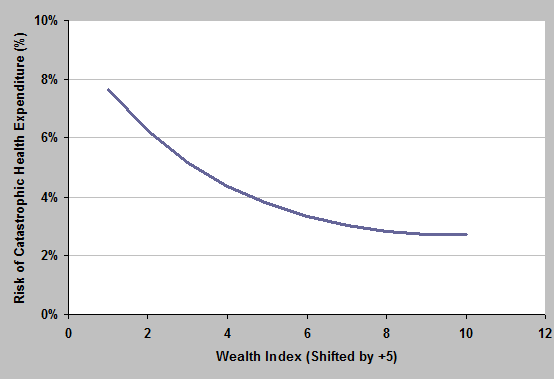 10%
8%
6%
4%
2%
0%
0 2 4 6 8 10 12
Risk of Catastrophic Health Expenditure (%)
Wealth Index (Shifted by +5)